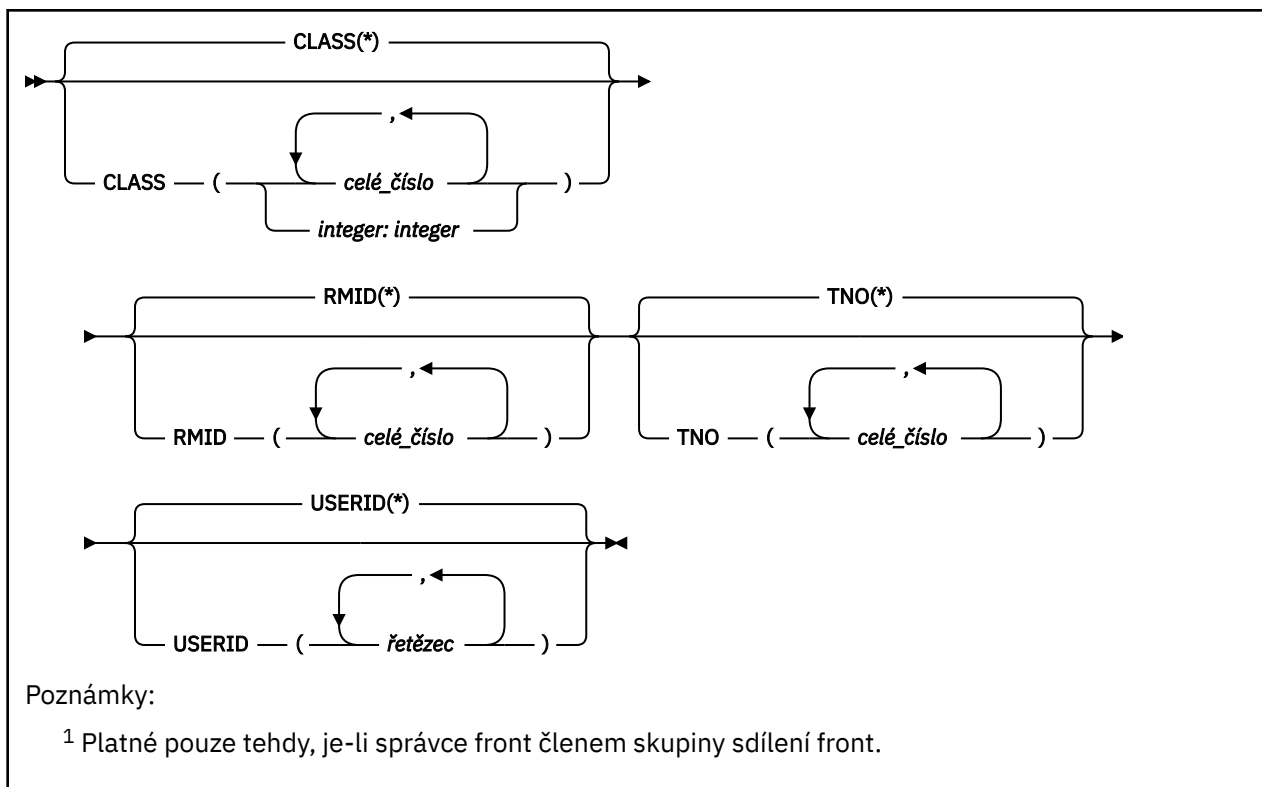 CLASS(*)
,
CLASS ( celé_číslo )
integer: integer
RMID(*) TNO(*)
, ,
RMID ( celé_číslo ) TNO ( celé_číslo )
USERID(*)
,
USERID ( řetězec )
Poznámky:
1 Platné pouze tehdy, je-li správce front členem skupiny sdílení front.